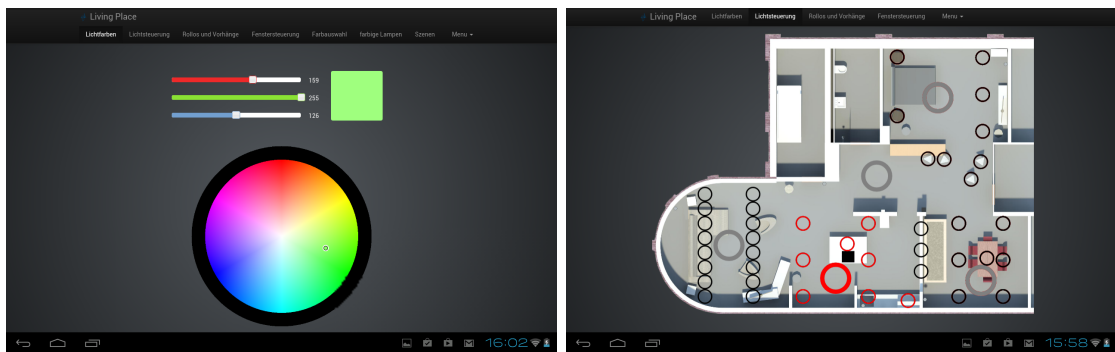 Living Place
Lichtfarben Lichtsteuerung Rollos und Vorhänge Fenstersteuerung Farbauswahl farbige Lampen Szenen Menu
159
255
126
16:02
Living Place Lichtfarben Lichtsteuerung Rollos und Vorhänge Fenstersteuerung Menu
15:58